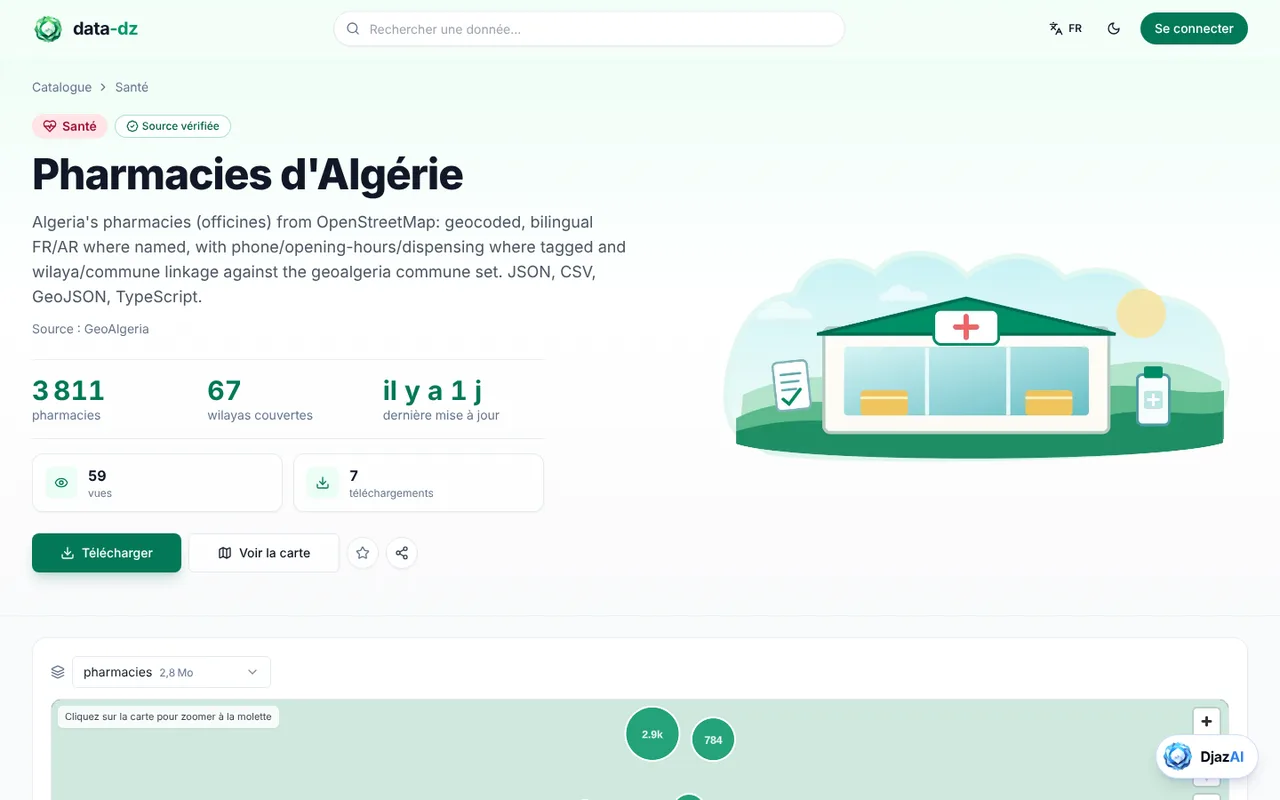 data-dz
Rechercher une donnée...
FR
Se connecter
Catalogue > Santé
Santé
Source vérifiée
Pharmacies d'Algérie
Algeria's pharmacies (officines) from OpenStreetMap: geocoded, bilingual
FR/AR where named, with phone/opening-hours/dispensing where tagged and
wilaya/commune linkage against the geoalgeria commune set. JSON, CSV,
GeoJSON, TypeScript.
Source : GeoAlgeria
3 811
pharmacies
67
wilayas couvertes
il y a 1 j
dernière mise à jour
59
vues
7
téléchargements
Télécharger
Voir la carte
pharmacies 2,8 Mo
Cliquez sur la carte pour zoomer à la molette
2.9k
784
+
DjazAI